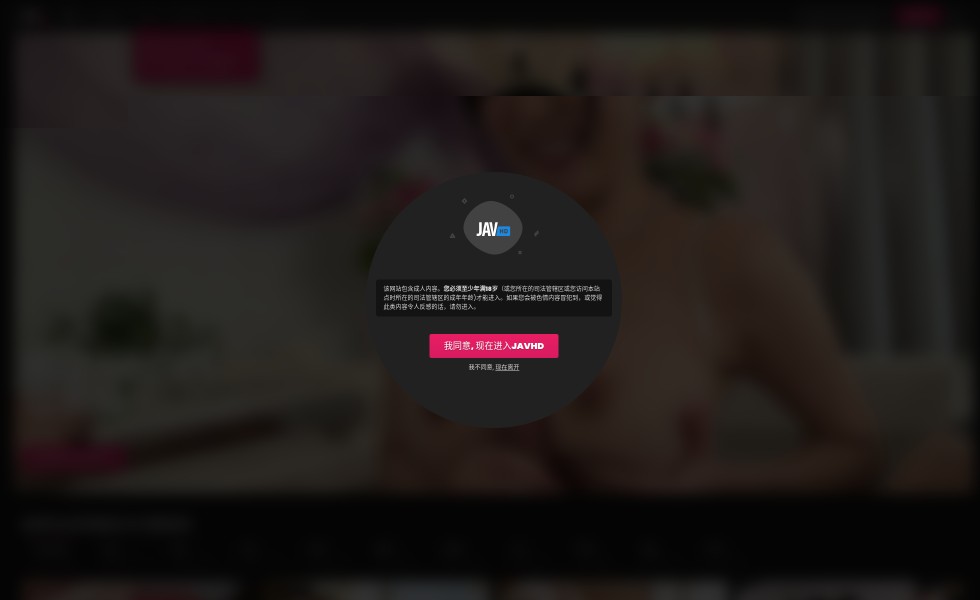 JAV HD
该网站包含成人内容。您必须至少年满18岁（或您所在的司法管辖区或您访问本站
点时所在的司法管辖区的成年年龄)才能进入。如果您会被色情内容冒犯到，或觉得
此类内容令人反感的话，请勿进入。
我同意, 现在进入JAVHD
我不同意, 现在离开